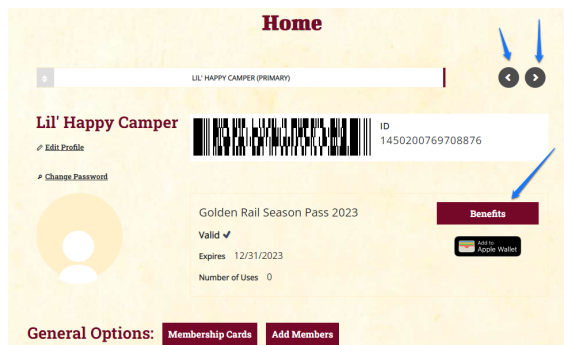 Home
LIL' HAPPY CAMPER (PRIMARY)
Lil' Happy Camper
Edit Profile
Change Password
ID
1450200769708876
Golden Rail Season Pass 2023
Valid ✔
Expires 12/31/2023
Number of Uses 0
Benefits
Add to
Apple Wallet
General Options:
Membership Cards
Add Members